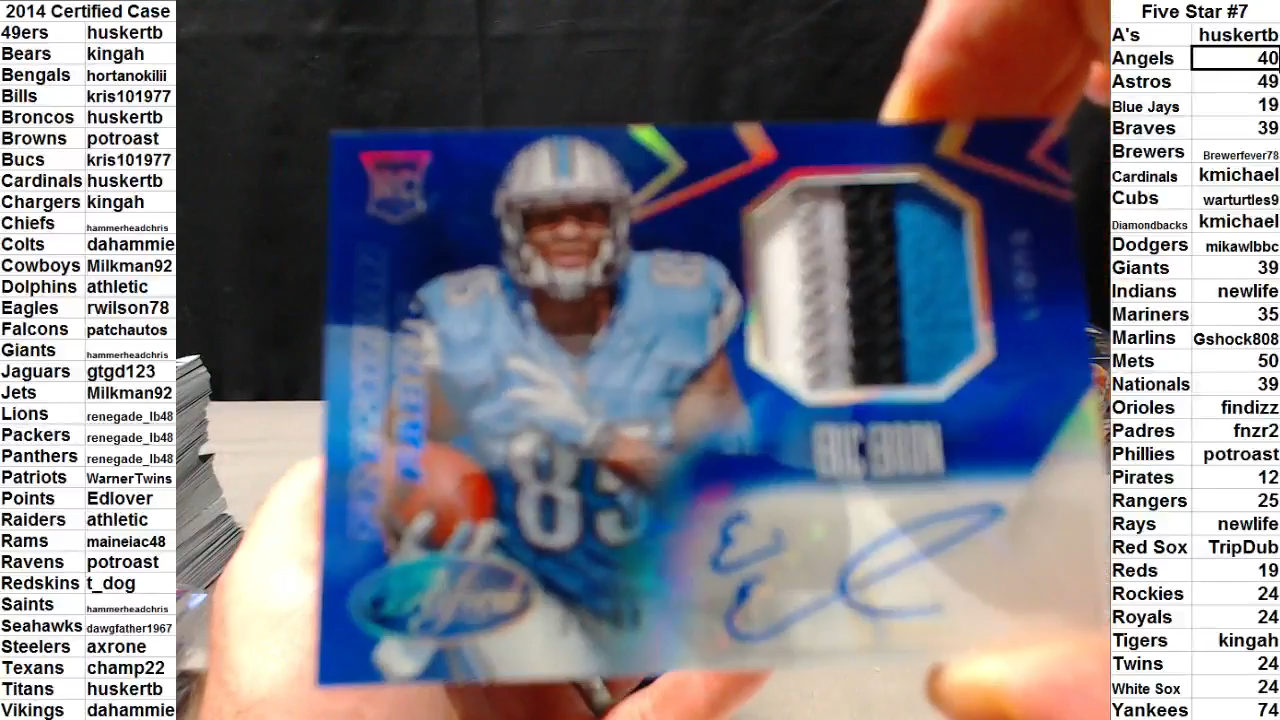 2014 Certified Case
49ers huskertb
Bears kingah
Bengals hortanokilii
Bills kris101977
Broncos huskertb
Browns potroast
Bucs kris101977
Cardinals huskertb
Chargers kingah
Chiefs hammerheadchris
Colts dahammie
Cowboys Milkman92
Dolphins athletic
Eagles rwilson78
Falcons patchautos
Giants hammerheadchris
Jaguars gtgd123
Jets Milkman92
Lions renegade_lb48
Packers renegade_lb48
Panthers renegade_lb48
Patriots WarnerTwins
Points Edlover
Raiders athletic
Rams maineiac48
Ravens potroast
Redskins t_dog
Saints hammerheadchris
Seahawks dawgfather1967
Steelers axrone
Texans champ22
Titans huskertb
Vikings dahammie
RC
85
LIONS
ERIC EBRON
Five Star #7
A's huskertb
Angels 40
Astros 49
Blue Jays 19
Braves 39
Brewers Brewerfever78
Cardinals kmichael
Cubs warturtles9
Diamondbacks kmichael
Dodgers mikawlbbc
Giants 39
Indians newlife
Mariners 35
Marlins Gshock808
Mets 50
Nationals 39
Orioles findizz
Padres fnzr2
Phillies potroast
Pirates 12
Rangers 25
Rays newlife
Red Sox TripDub
Reds 19
Rockies 24
Royals 24
Tigers kingah
Twins 24
White Sox 24
Yankees 74